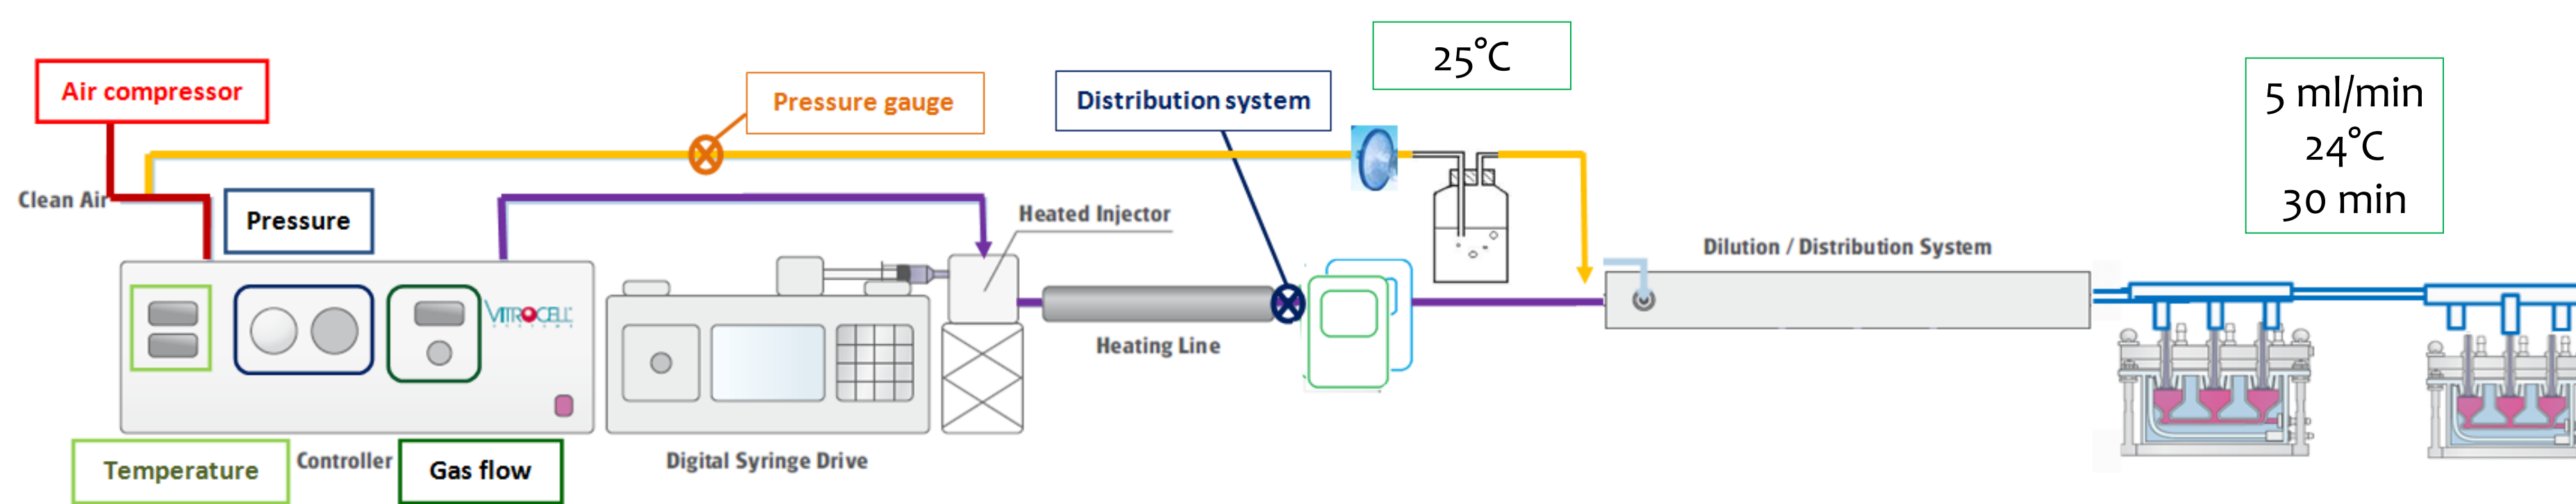 25°C
5 ml/min
24°C
30 min
Air compressor
Pressure gauge
Distribution system
Clean Air
Pressure
Heated Injector
Dilution / Distribution System
VITROCELL
SYSTEMS
Heating Line
Temperature
Controller
Gas flow
Digital Syringe Drive